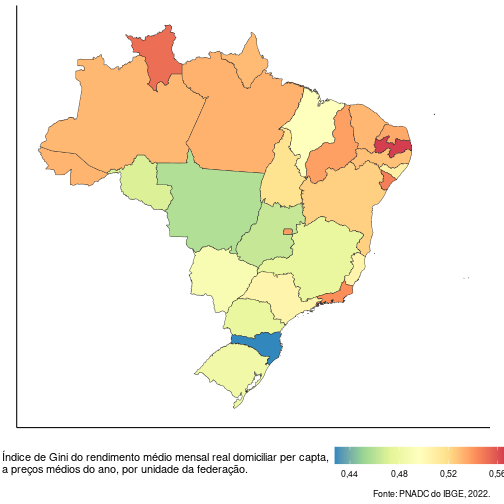 Índice de Gini do rendimento médio mensal real domiciliar per capta,
a preços médios do ano, por unidade da federação.
0,44 0,48 0,52 0,56
Fonte: PNADC do IBGE, 2022.